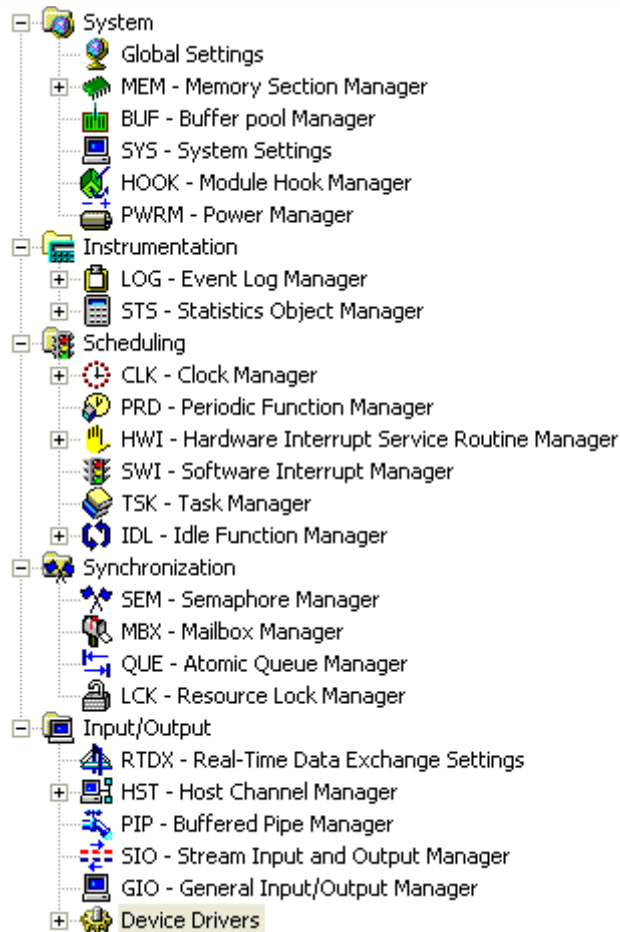 System
Global Settings
MEM - Memory Section Manager
BUF - Buffer pool Manager
SYS - System Settings
HOOK - Module Hook Manager
PWRM - Power Manager
Instrumentation
LOG - Event Log Manager
STS - Statistics Object Manager
Scheduling
CLK - Clock Manager
PRD - Periodic Function Manager
HWI - Hardware Interrupt Service Routine Manager
SWI - Software Interrupt Manager
TSK - Task Manager
IDL - Idle Function Manager
Synchronization
SEM - Semaphore Manager
MBX - Mailbox Manager
QUE - Atomic Queue Manager
LCK - Resource Lock Manager
Input/Output
RTDX - Real-Time Data Exchange Settings
HST - Host Channel Manager
PIP - Buffered Pipe Manager
SIO - Stream Input and Output Manager
GIO - General Input/Output Manager
Device Drivers